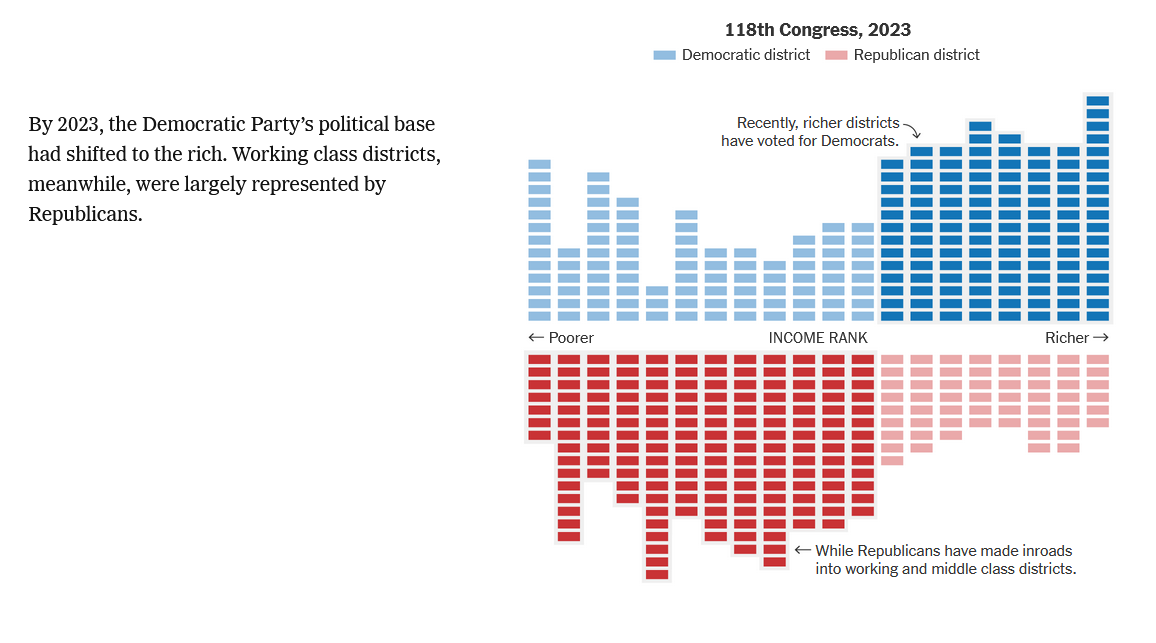 118th Congress, 2023
Democratic district
Republican district
By 2023, the Democratic Party’s political base
had shifted to the rich. Working class districts,
meanwhile, were largely represented by
Republicans.
Recently, richer districts
have voted for Democrats.
← Poorer
INCOME RANK
Richer →
← While Republicans have made inroads
into working and middle class districts.